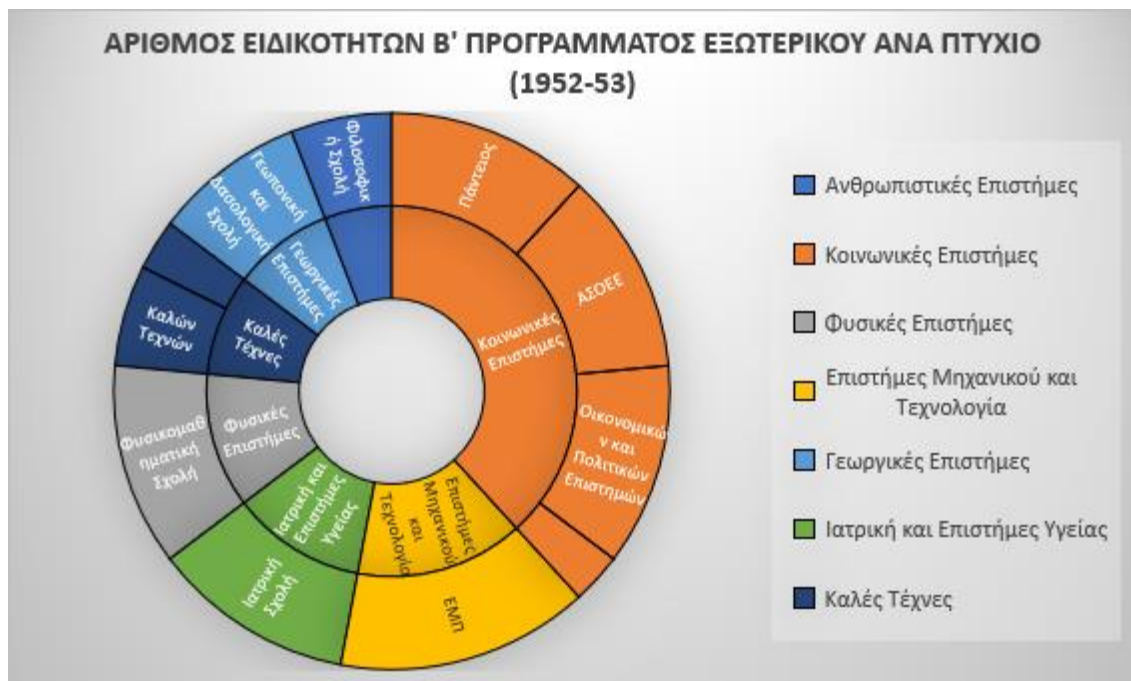 ΑΡΙΘΜΟΣ ΕΙΔΙΚΟΤΗΤΩΝ Β' ΠΡΟΓΡΑΜΜΑΤΟΣ ΕΞΩΤΕΡΙΚΟΥ ΑΝΑ ΠΤΥΧΙΟ
(1952-53)
Φιλοσοφικ
ή Σχολή
Πάντειος
ΑΣΟΕΕ
Οικονομικώ
ν και
Πολιτικών
Επιστημών
Κοινωνικές
Επιστήμες
ΕΜΠ
Επιστήμες
Μηχανικού
και
Τεχνολογία
Ιατρική
Σχολή
Ιατρική και
Επιστήμες
Υγείας
Φυσικομαθ
ηματική
Σχολή
Φυσικές
Επιστήμες
Καλών
Τεχνών
Καλές
Τέχνες
Γεωπονική
και
Δασολογική
Σχολή
Γεωργικές
Επιστήμες
Ανθρωπιστικές Επιστήμες
Κοινωνικές Επιστήμες
Φυσικές Επιστήμες
Επιστήμες Μηχανικού και
Τεχνολογία
Γεωργικές Επιστήμες
Ιατρική και Επιστήμες Υγείας
Καλές Τέχνες